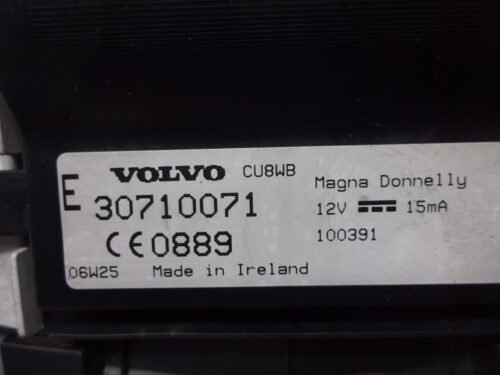 VOLVO CU8WB
E 30710071
CE0889
06W25 Made in Ireland
Magna Donnelly
12V ⎓ 15mA
100391